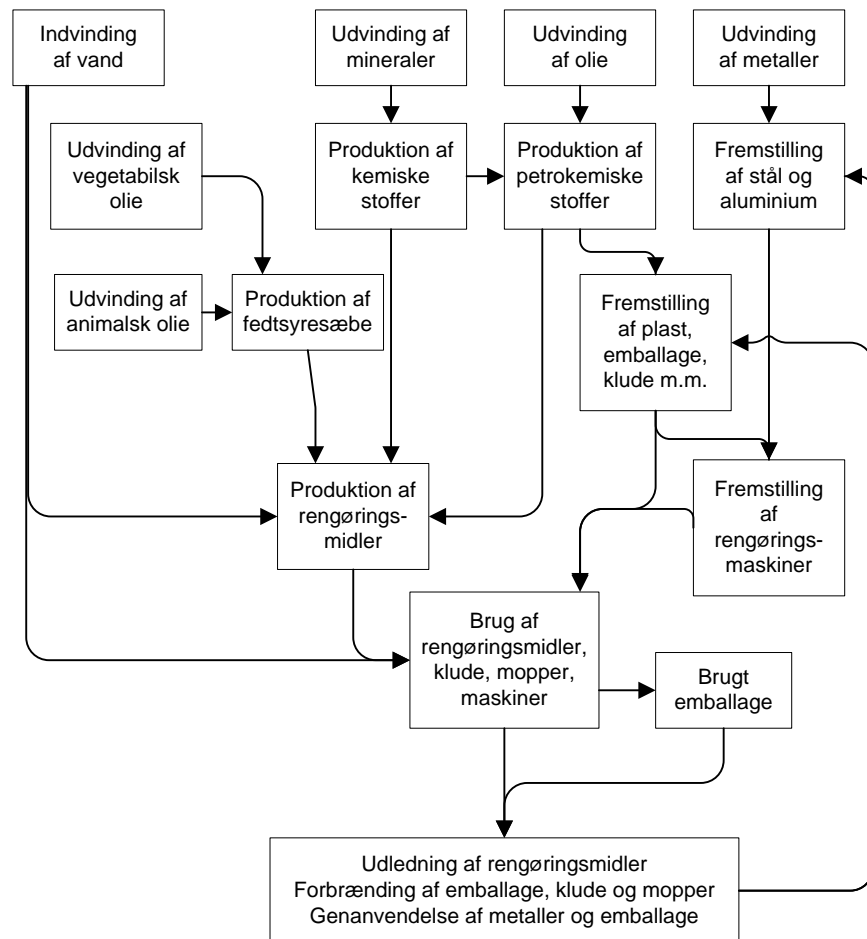 Indvinding
af vand
Udvinding af
mineraler
Udvinding
af olie
Udvinding
af metaller
Udvinding af
vegetabilsk
olie
Produktion af
kemiske
stoffer
Produktion af
petrokemiske
stoffer
Fremstilling
af stål og
aluminium
Udvinding af
animalsk olie
Produktion af
fedtsyresæbe
Fremstilling
af plast,
emballage,
klude m.m.
Produktion af
rengørings-
midler
Fremstilling
af
rengørings-
maskiner
Brug af
rengøringsmidler,
klude, mopper,
maskiner
Brugt
emballage
Udledning af rengøringsmidler
Forbrænding af emballage, klude og mopper
Genanvendelse af metaller og emballage